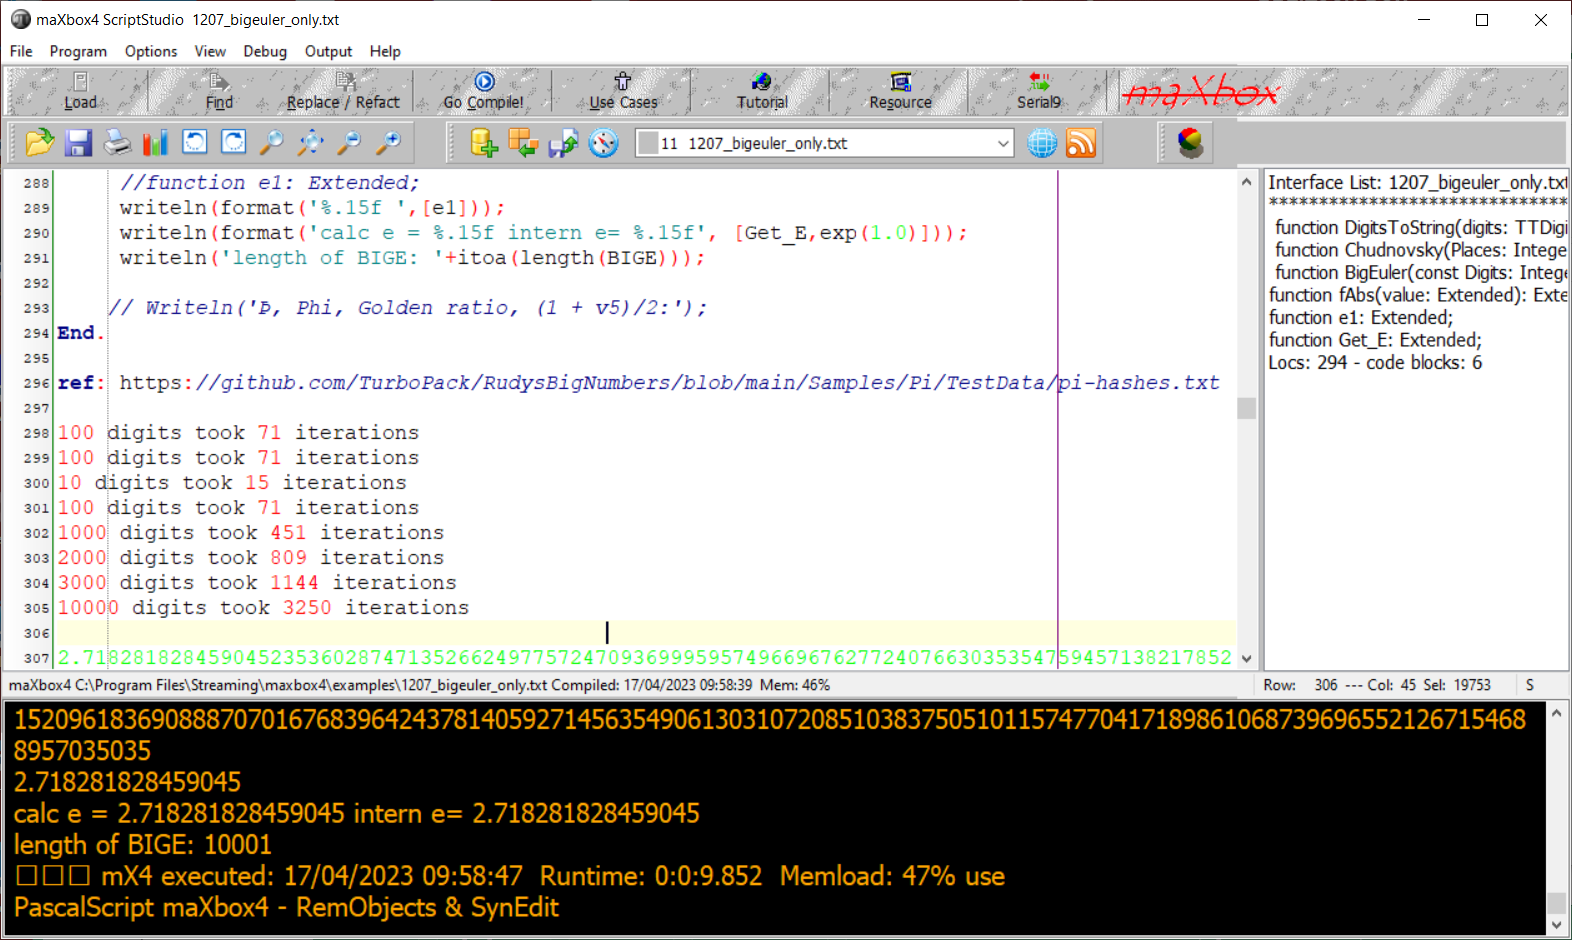 maXbox4 ScriptStudio 1207_bigeuler_only.txt
File Program Options View Debug Output Help
Load Find Replace / Refact Go Compile! Use Cases Tutorial Resource Serial9 maXbox
11 1207_bigeuler_only.txt
288 //function e1: Extended;
289 writeln(format('%.15f ',[e1]));
290 writeln(format('calc e = %.15f intern e= %.15f', [Get_E,exp(1.0)]));
291 writeln('length of BIGE: '+itoa(length(BIGE)));
292
293 // Writeln('Þ, Phi, Golden ratio, (1 + v5)/2:');
294 End.
295
296 ref: https://github.com/TurboPack/RudysBigNumbers/blob/main/Samples/Pi/TestData/pi-hashes.txt
297
298 100 digits took 71 iterations
299 100 digits took 71 iterations
300 10 digits took 15 iterations
301 100 digits took 71 iterations
302 1000 digits took 451 iterations
303 2000 digits took 809 iterations
304 3000 digits took 1144 iterations
305 10000 digits took 3250 iterations
306
307 2.71828182845904523536028747135266249775724709369995957496696762772407663035354759457138217852
Interface List: 1207_bigeuler_only.txt
******************************
function DigitsToString(digits: TTDigi
function Chudnovsky(Places: Intege
function BigEuler(const Digits: Intege
function fAbs(value: Extended): Exte
function e1: Extended;
function Get_E: Extended;
Locs: 294 - code blocks: 6
maXbox4 C:\Program Files\Streaming\maxbox4\examples\1207_bigeuler_only.txt Compiled: 17/04/2023 09:58:39 Mem: 46%
Row: 306 --- Col: 45 Sel: 19753 S
1520961836908887070167683964243781405927145635490613031072085103837505101157477041718986106873969655212671546​8
8957035035
2.718281828459045
calc e = 2.718281828459045 intern e= 2.718281828459045
length of BIGE: 10001
□□□ mX4 executed: 17/04/2023 09:58:47 Runtime: 0:0:9.852 Memload: 47% use
PascalScript maXbox4 - RemObjects & SynEdit